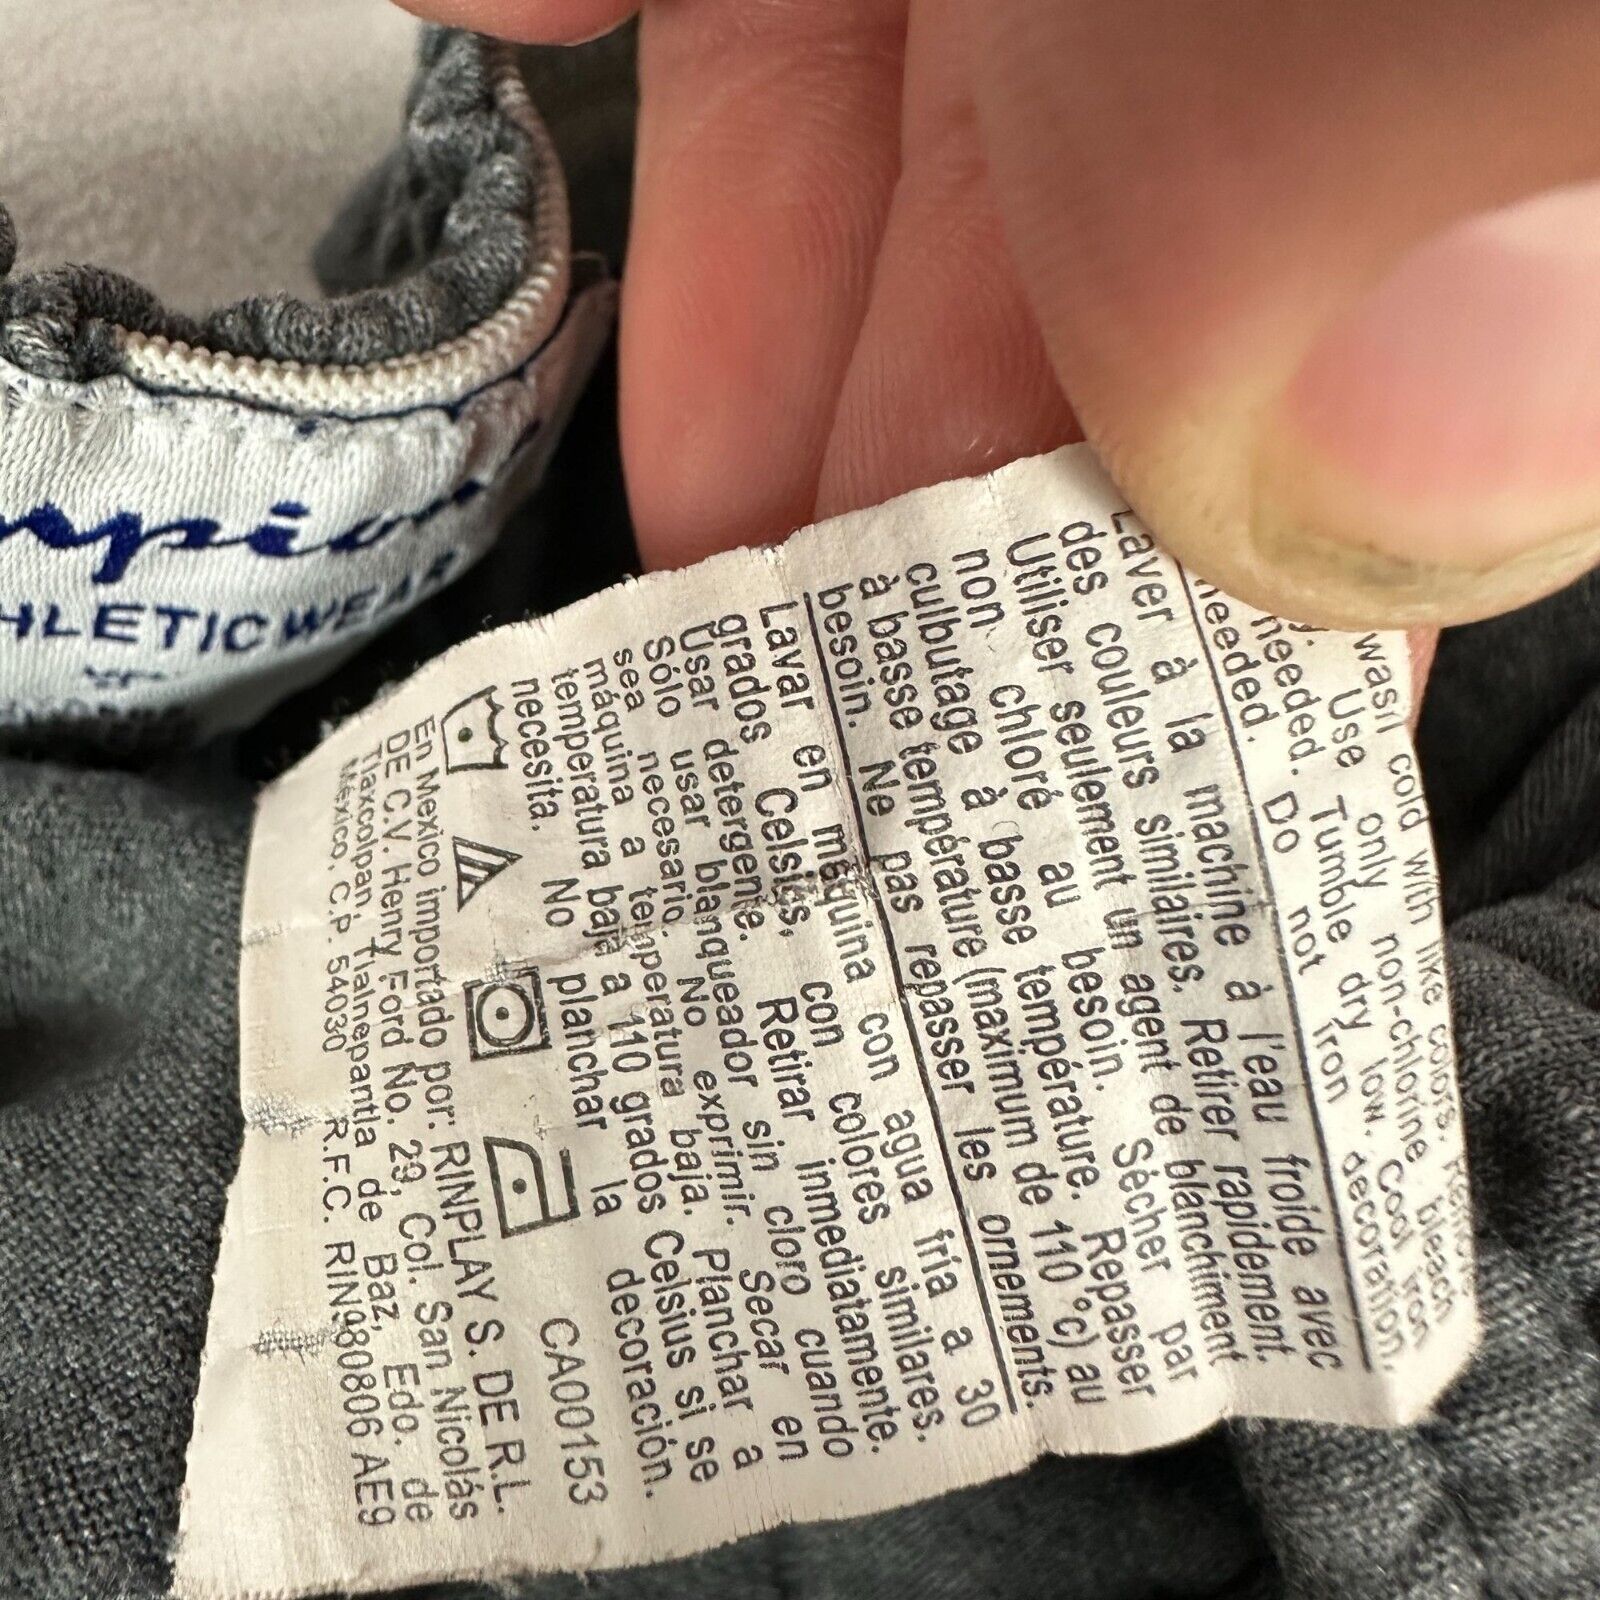 mpion
HLETICWEAR
wash cold with like colors.
Use only non-chlorine bleach
needed. Tumble dry low. Cool iron
needed. Do not iron decoration.
Laver à la machine à l'eau froide avec
des couleurs similaires. Retirer rapidement.
Utiliser seulement un agent de blanchiment
non chloré au besoin. Sécher par
culbutage à basse température. Repasser
à basse température (maximum de 110 °c) au
besoin. Ne pas repasser les ornements.
Lavar en máquina con agua fria a 30
grados Celsius, con colores similares.
Usar detergente. Retirar inmediatamente.
Sólo usar blanqueador sin cloro cuando
sea necesario. No exprimir. Secar en
máquina a temperatura baja. Planchar a
temperatura baja a 110 grados Celsius si se
necesita. No planchar la decoración.
CA00153
En Mexico importado por: RINPLAY S. DE R.L.
DE C.V. Henry Ford No. 29, Col. San Nicolás
Tlaxcolpan Tlalnepantla de Baz, Edo. de
México. C.P. 54030 R.F.C. RIN980806 AE9